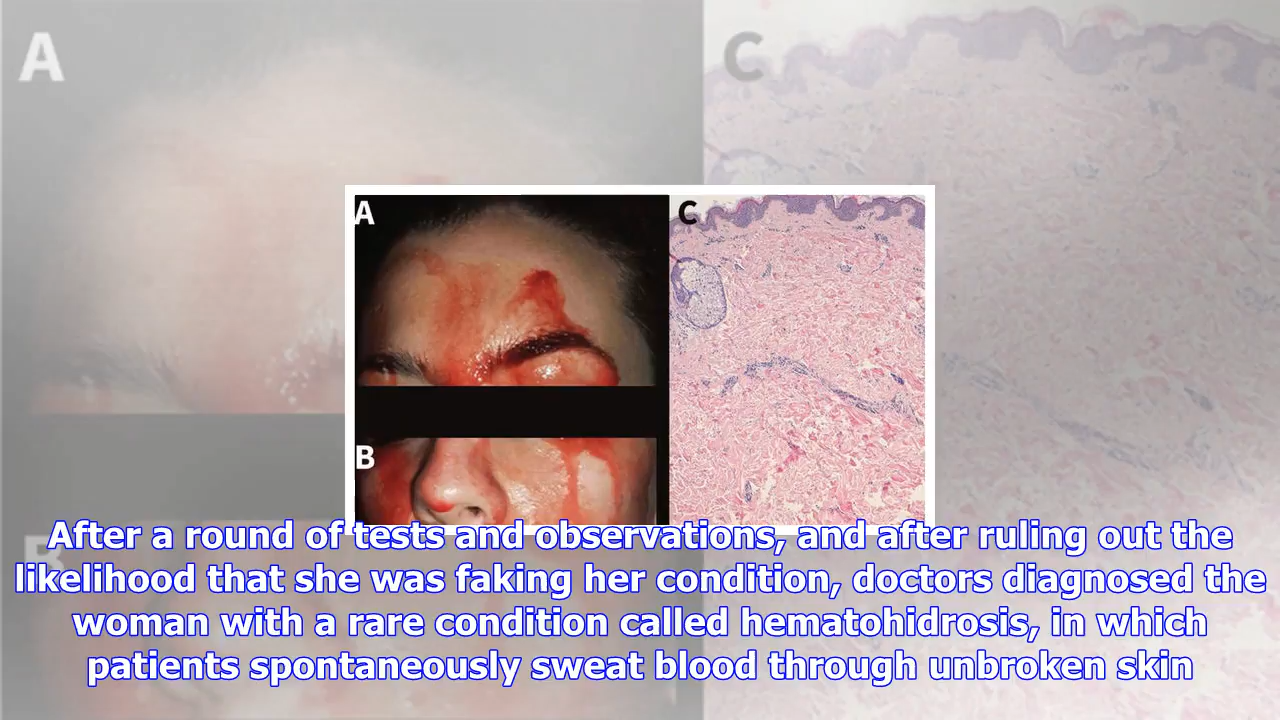 A
C
A
C
B
B
After a round of tests and observations, and after ruling out the
likelihood that she was faking her condition, doctors diagnosed the
woman with a rare condition called hematohidrosis, in which
patients spontaneously sweat blood through unbroken skin